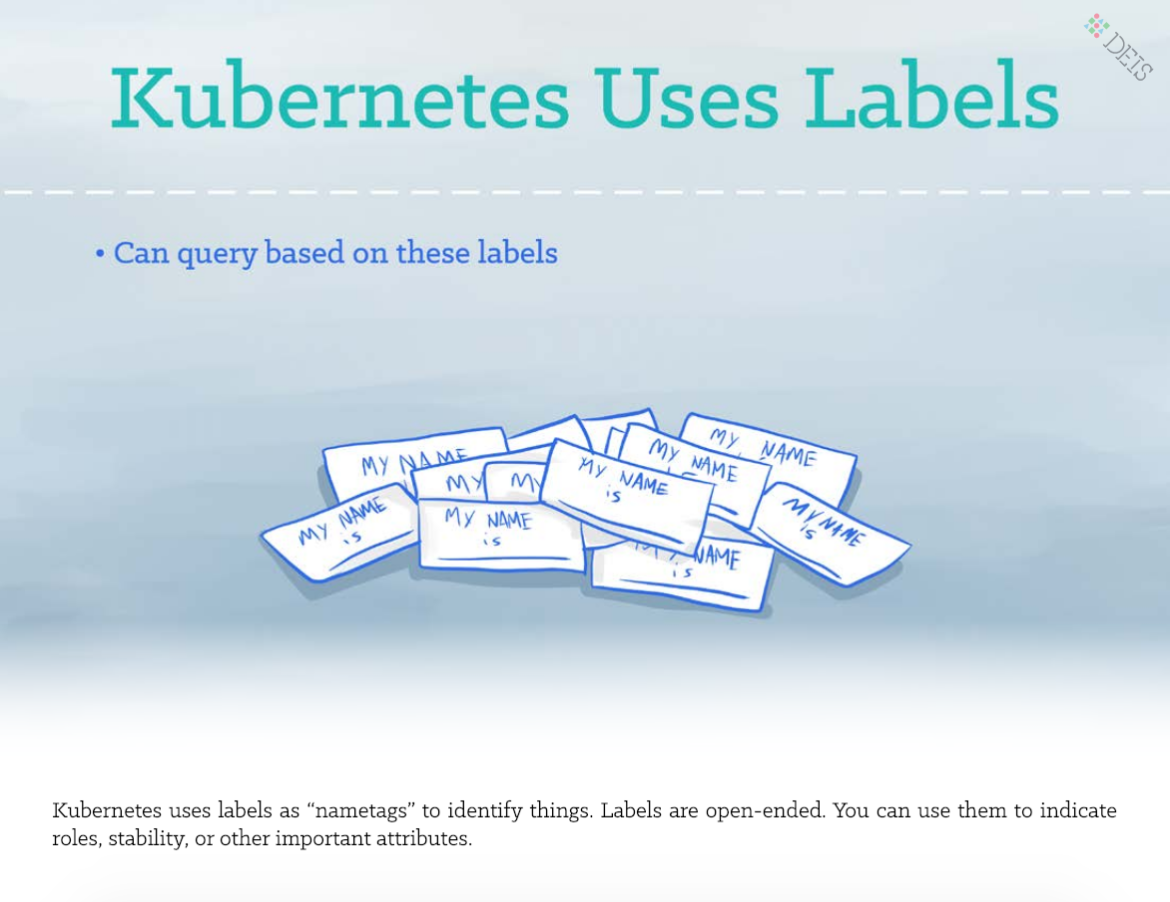 DEIS
Kubernetes Uses Labels
• Can query based on these labels
MY NAME
MY NAME
is
MY NAME
MY
MY
MY NAME
is
MY NAME
is
MY NAME
is
MY NAME
is
NAME
is
Kubernetes uses labels as “nametags” to identify things. Labels are open-ended. You can use them to indicate
roles, stability, or other important attributes.